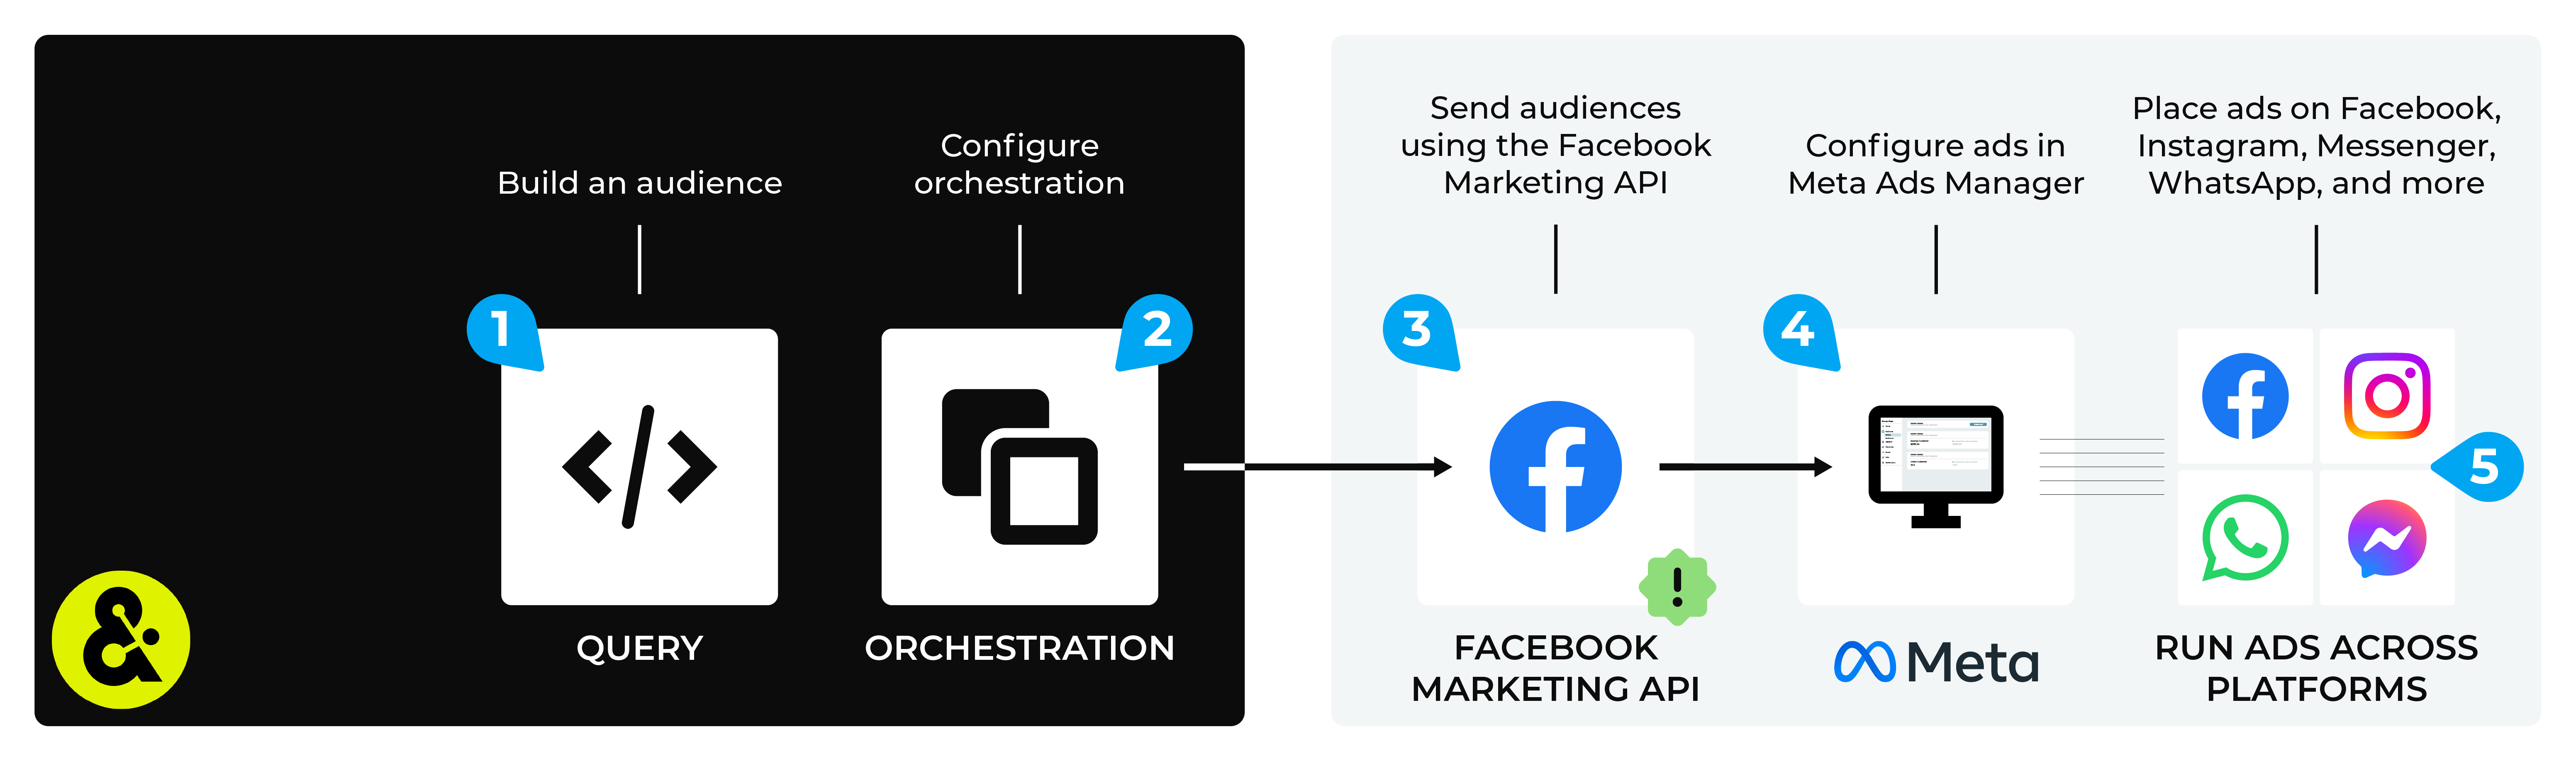 Build an audience
Configure
orchestration
1
2
QUERY
ORCHESTRATION
&
Send audiences
using the Facebook
Marketing API
Configure ads in
Meta Ads Manager
Place ads on Facebook,
Instagram, Messenger,
WhatsApp, and more
3
4
5
!
FACEBOOK
MARKETING API
Meta
RUN ADS ACROSS
PLATFORMS